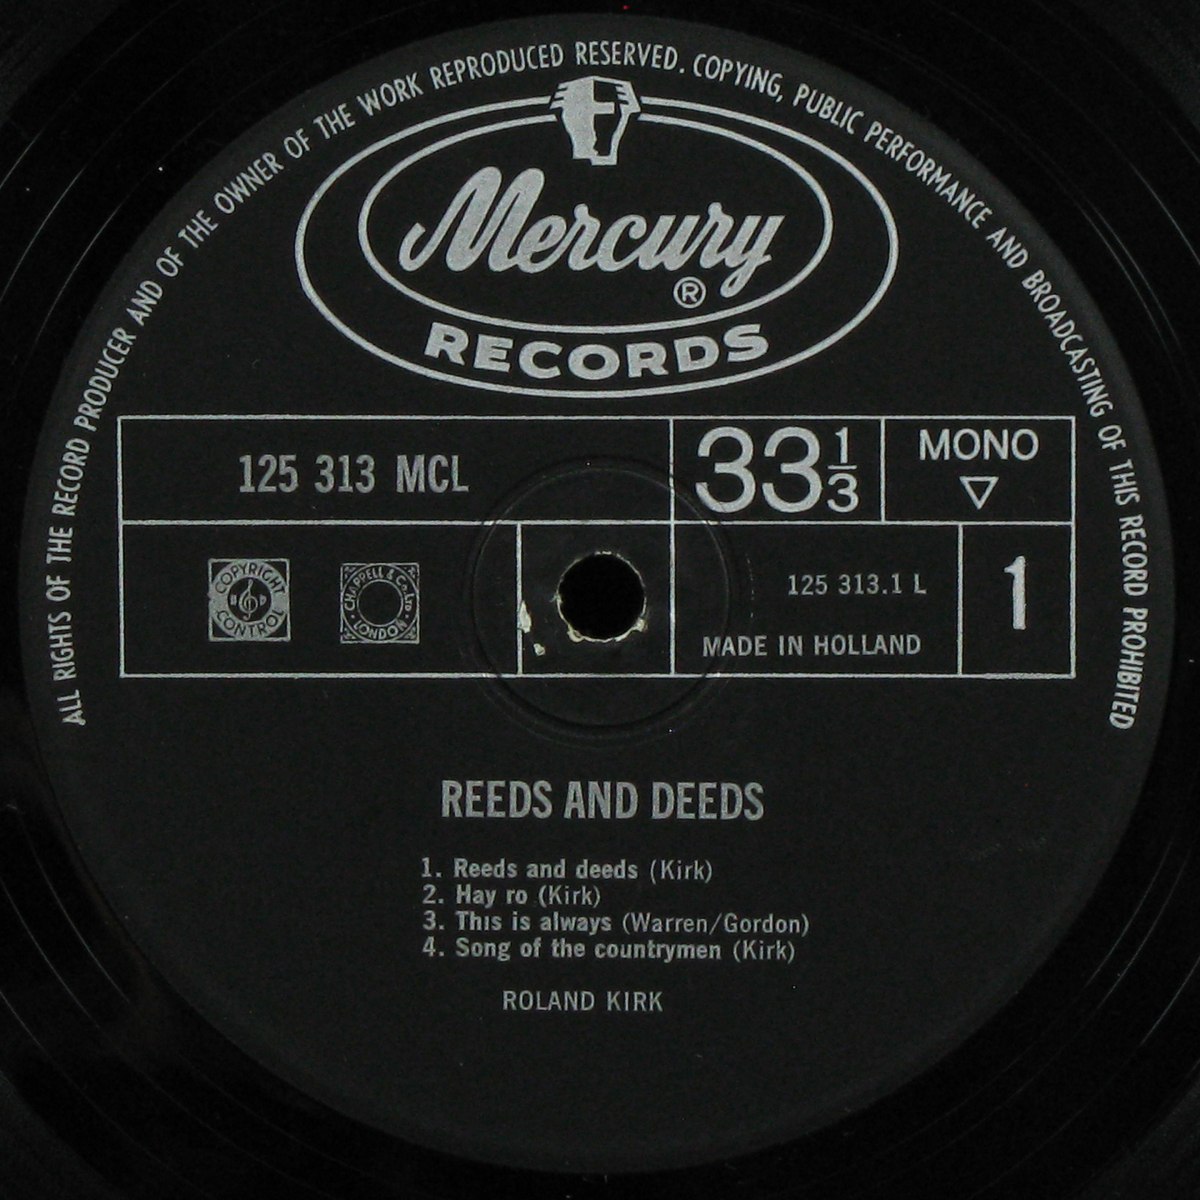 ALL RIGHTS OF THE RECORD PRODUCER AND OF THE OWNER OF THE WORK REPRODUCED RESERVED. COPYING, PUBLIC PERFORMANCE AND BROADCASTING OF THIS RECORD PROHIBITED
Mercury ®
RECORDS
125 313 MCL
33 1/3
MONO
COPYRIGHT
CONTROL
CHAPPELL & Co. Ltd
LONDON
125 313.1 L
MADE IN HOLLAND
1
REEDS AND DEEDS
1. Reeds and deeds (Kirk)
2. Hay ro (Kirk)
3. This is always (Warren/Gordon)
4. Song of the countrymen (Kirk)
ROLAND KIRK